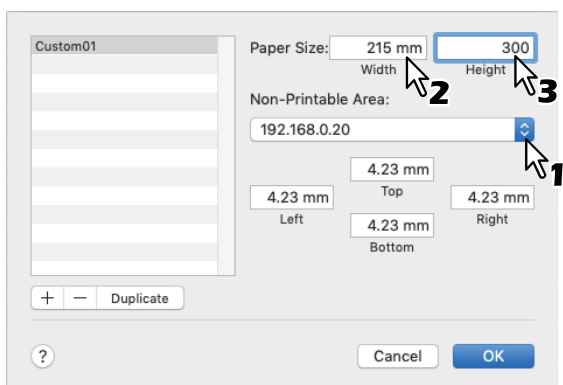 Custom01
Paper Size: 215 mm 300
Width Height
2 3
Non-Printable Area:
192.168.0.20
1
4.23 mm
Top
4.23 mm 4.23 mm
Left Right
4.23 mm
Bottom
+ − Duplicate
? Cancel OK